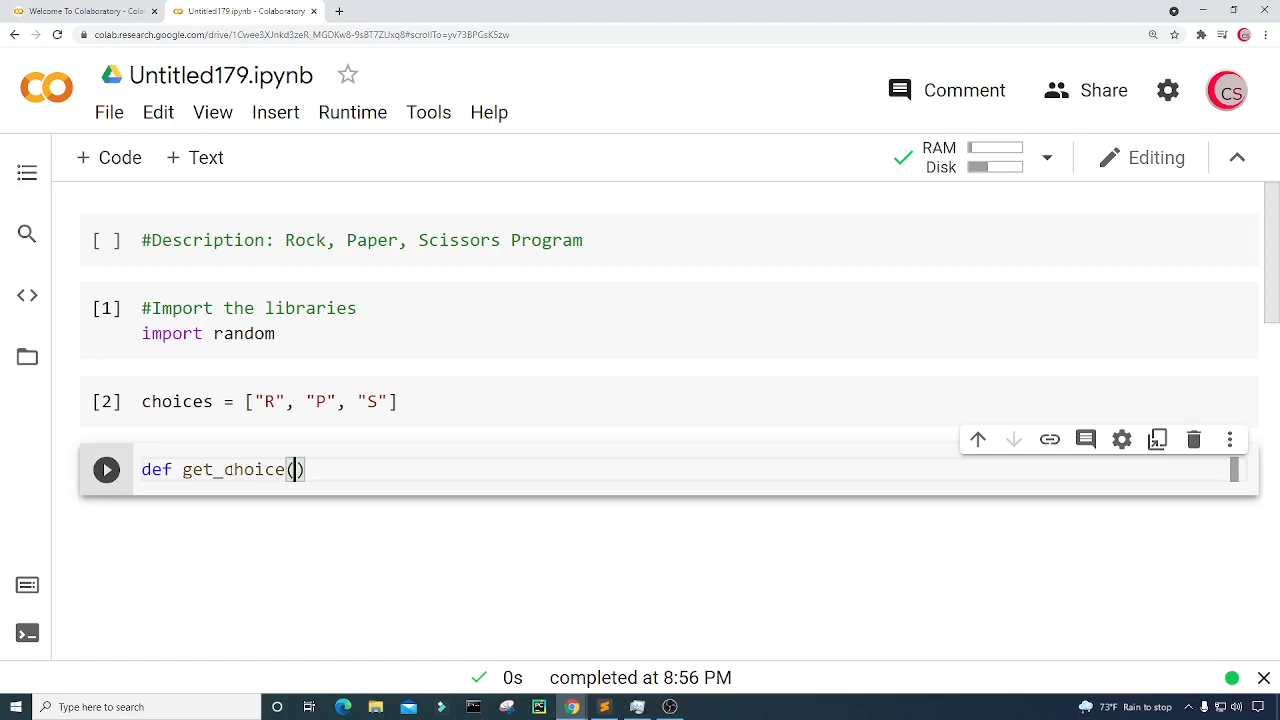 Welcome To Colaboratory - Colal
Untitled179.ipynb - Colaboratory
colab.research.google.com/drive/1Cwee3XJnkd3zeR_MGDKw8-9sBT7ZUxq8#scrollTo=yv73BPGsK5zw
Untitled179.ipynb
Comment
Share
CS
File Edit View Insert Runtime Tools Help
+ Code + Text
RAM
Disk
Editing
[ ] #Description: Rock, Paper, Scissors Program
[1] #Import the libraries
import random
[2] choices = ["R", "P", "S"]
def get_choice()
0s completed at 8:56 PM
Type here to search
73°F Rain to stop